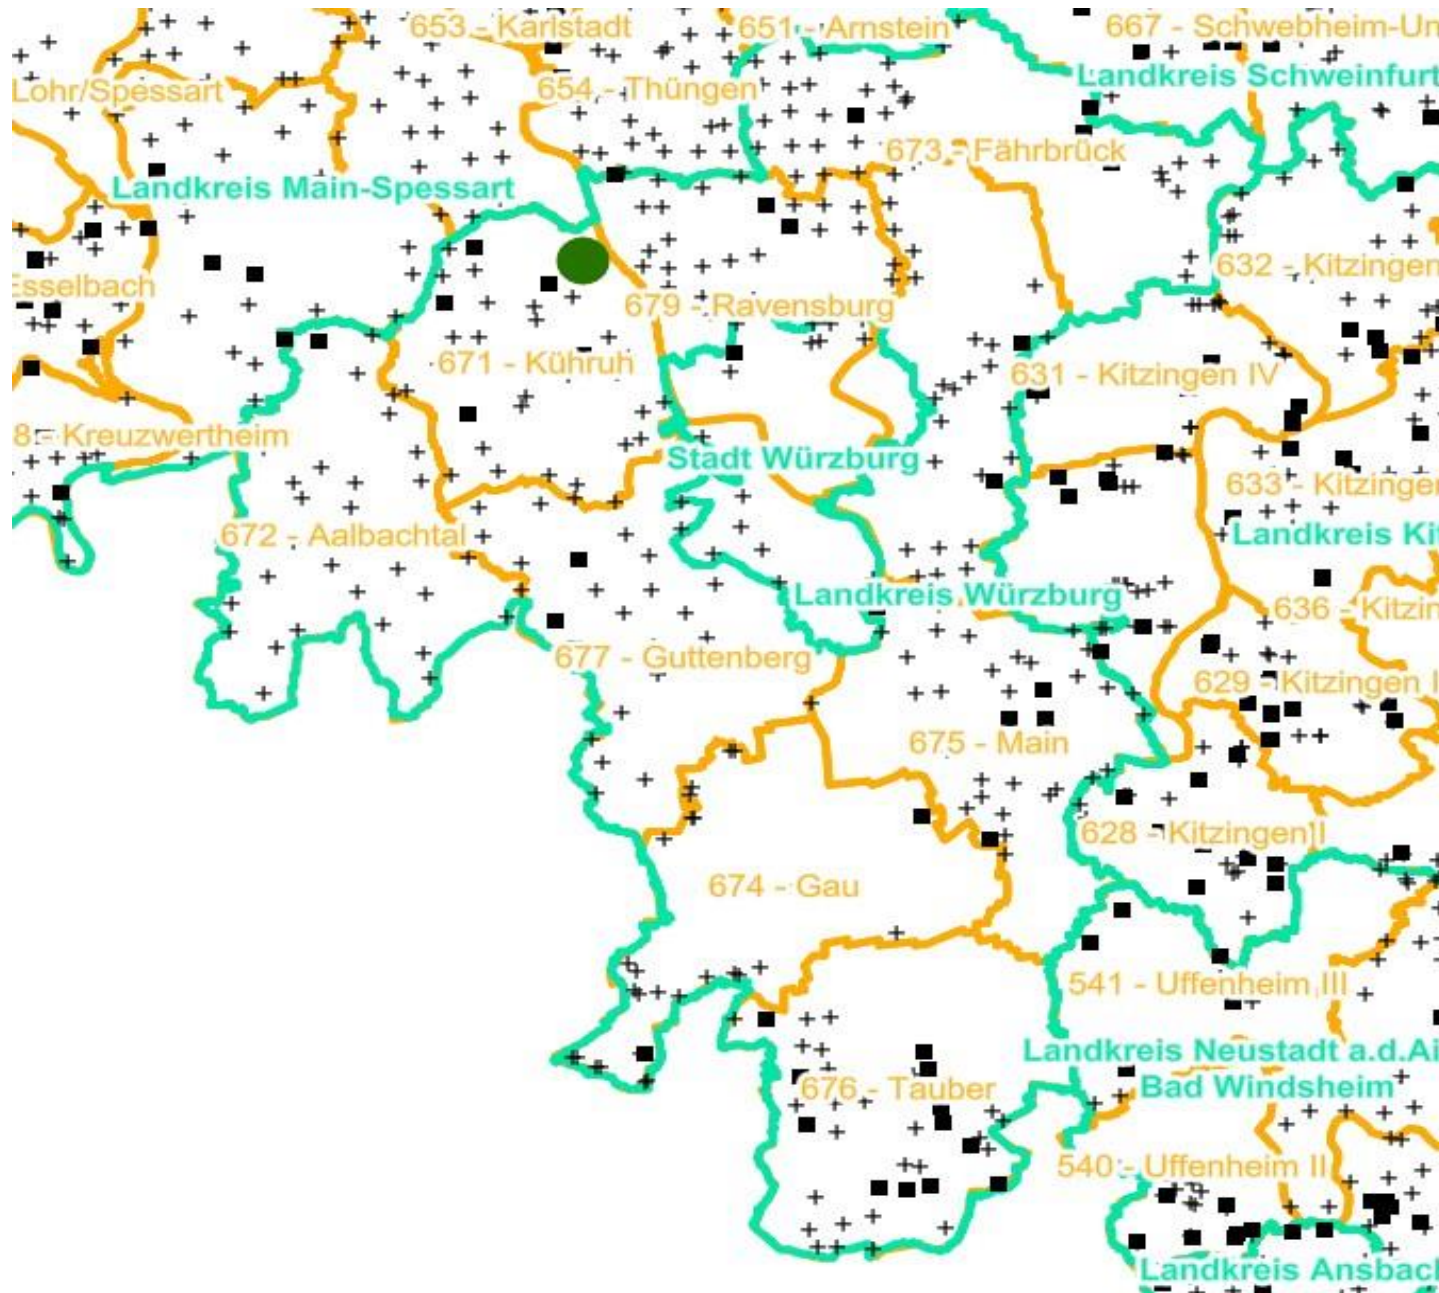 653 - Karlstadt
651 - Arnstein
667 - Schwebheim-Un
Landkreis Schweinfurt
Lohr/Spessart
654 - Thüngen
673 - Fährbrück
Landkreis Main-Spessart
632 - Kitzingen
Esselbach
679 - Ravensburg
671 - Kühruh
631 - Kitzingen IV
8 - Kreuzwertheim
Stadt Würzburg
633 - Kitzingen
672 - Aalbachtal
Landkreis Kit
Landkreis Würzburg
636 - Kitzin
677 - Guttenberg
629 - Kitzingen I
675 - Main
628 - Kitzingen II
674 - Gau
541 - Uffenheim III
Landkreis Neustadt a.d.Ai
Bad Windsheim
676 - Tauber
540 - Uffenheim II
Landkreis Ansbach